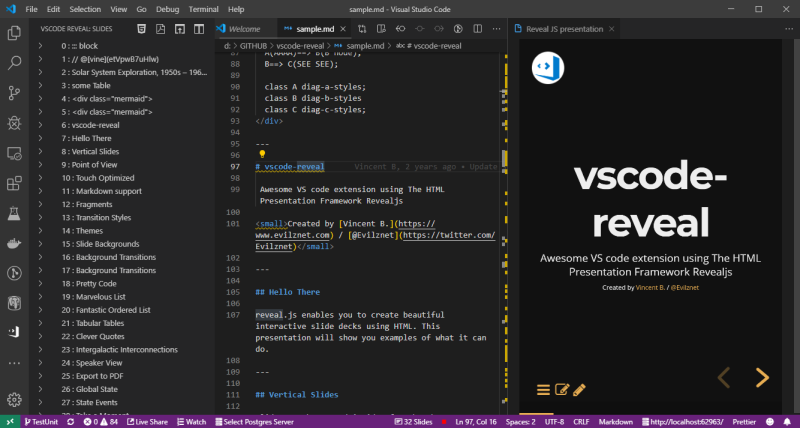 File Edit Selection View Go Debug Terminal Help sample.md - Visual Studio Code
VSCODE REVEAL: SLIDES
0 : ::: block
1 : // @[vine](etVpwB7uHlw)
2 : Solar System Exploration, 1950s – 196...
3 : some Table
4 : <div class="mermaid">
5 : <div class="mermaid">
6 : vscode-reveal
7 : Hello There
8 : Vertical Slides
9 : Point of View
10 : Touch Optimized
11 : Markdown support
12 : Fragments
13 : Transition Styles
14 : Themes
15 : Slide Backgrounds
16 : Background Transitions
17 : Background Transitions
18 : Pretty Code
19 : Marvelous List
20 : Fantastic Ordered List
21 : Tabular Tables
22 : Clever Quotes
23 : Intergalactic Interconnections
24 : Speaker View
25 : Export to PDF
26 : Global State
27 : State Events
Welcome sample.md
d: > GITHUB > vscode-reveal > sample.md > abc # vscode-reveal
88 B==> C(SEE SEE);
89
90 class A diag-a-styles;
91 class B diag-b-styles
92 class C diag-c-styles;
93 </div>
94
95 ---
96
97 # vscode-reveal Vincent B, 2 years ago • Update
98
99 Awesome VS code extension using The HTML
Presentation Framework Revealjs
100
101 <small>Created by [Vincent B.](https://
www.evilznet.com) / [@Evilznet](https://twitter.com/
Evilznet)</small>
102
103 ---
104
105 ## Hello There
106
107 reveal.js enables you to create beautiful
interactive slide decks using HTML. This
presentation will show you examples of what it can
do.
108
109 ---
110
111 ## Vertical Slides
112
Reveal JS presentation
vscode-
reveal
Awesome VS code extension using The HTML
Presentation Framework Revealjs
Created by Vincent B. / @Evilznet
TestUnit 0 84 Live Share Watch Select Postgres Server 32 Slides Ln 97, Col 16 Spaces: 2 UTF-8 CRLF Markdown http://localhost:62963/ Prettier